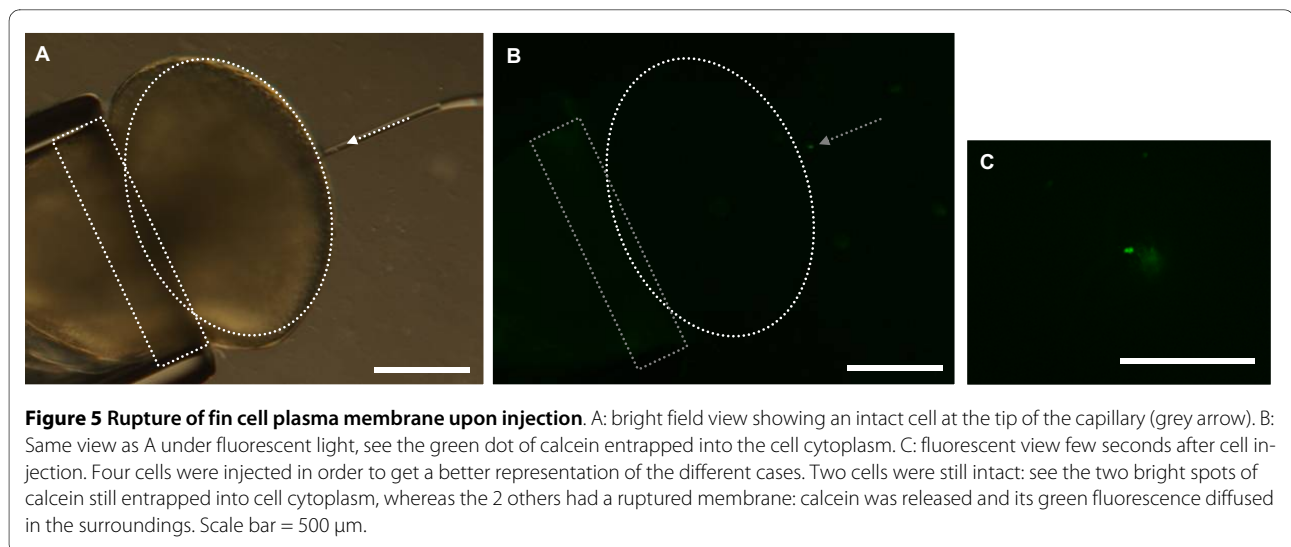 A
B
C
Figure 5 Rupture of fin cell plasma membrane upon injection. A: bright field view showing an intact cell at the tip of the capillary (grey arrow). B:
Same view as A under fluorescent light, see the green dot of calcein entrapped into the cell cytoplasm. C: fluorescent view few seconds after cell in-
jection. Four cells were injected in order to get a better representation of the different cases. Two cells were still intact: see the two bright spots of
calcein still entrapped into cell cytoplasm, whereas the 2 others had a ruptured membrane: calcein was released and its green fluorescence diffused
in the surroundings. Scale bar = 500 μm.